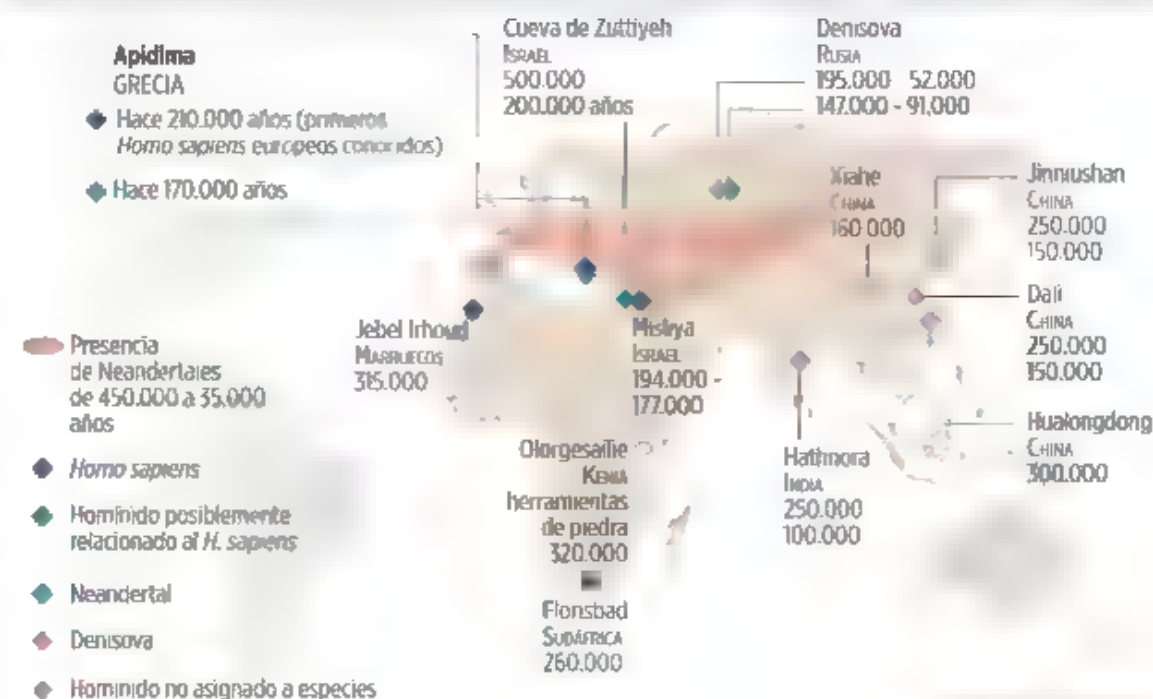 Apidima
GRECIA
Hace 210.000 años (primeros
Homo sapiens europeos conocidos)
Hace 170.000 años
Cueva de Zuttiyeh
ISRAEL
500.000
200.000 años
Denisova
RUSIA
195.000 52.000
147.000 - 91,000
Xiahe
CHINA
160 000
Jinniushan
CHINA
250.000
150.000
Dali
CHINA
250.000
150.000
Hualongdong
CHINA
300.000
Jebel Irhoud
MARRUECOS
315.000
Misliya
ISRAEL
194.000 -
177.000
Hathnora
INDIA
250.000
100.000
Olorgesailie
KENIA
herramientas
de piedra
320.000
Florisbad
SUDÁFRICA
260.000
Presencia
de Neandertales
de 450.000 a 35.000
años
Homo sapiens
Homínido posiblemente
relacionado al H. sapiens
Neandertal
Denisova
Homínido no asignado a especies